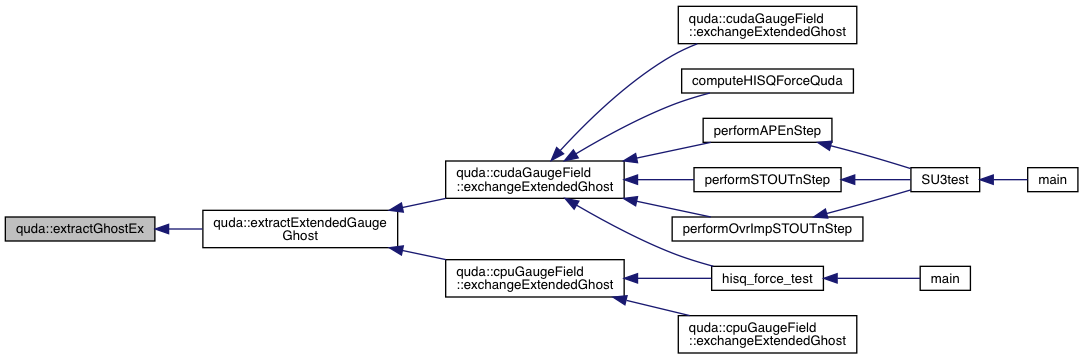 quda::extractGhostEx
quda::extractExtendedGauge
Ghost
quda::cudaGaugeField
::exchangeExtendedGhost
quda::cpuGaugeField
::exchangeExtendedGhost
quda::cudaGaugeField
::exchangeExtendedGhost
computeHISQForceQuda
performAPEnStep
performSTOUTnStep
performOvrImpSTOUTnStep
hisq_force_test
quda::cpuGaugeField
::exchangeExtendedGhost
SU3test
main
main